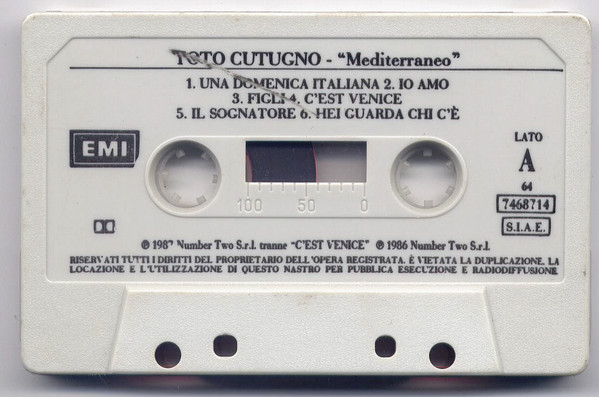 TOTO CUTUGNO - "Mediterraneo"
1. UNA DOMENICA ITALIANA 2. IO AMO
3. FIGLI 4. C'EST VENICE
5. IL SOGNATORE 6. HEI GUARDA CHI C'È
EMI
LATO
A
64
7468714
S.I.A.E.
100 50 0
℗ 1987 Number Two S.r.l. tranne "C'EST VENICE" ℗ 1986 Number Two S.r.l.
RISERVATI TUTTI I DIRITTI DEL PROPRIETARIO DELL'OPERA REGISTRATA. È VIETATA LA DUPLICAZIONE, LA
LOCAZIONE E L'UTILIZZAZIONE DI QUESTO NASTRO PER PUBBLICA ESECUZIONE E RADIODIFFUSIONE